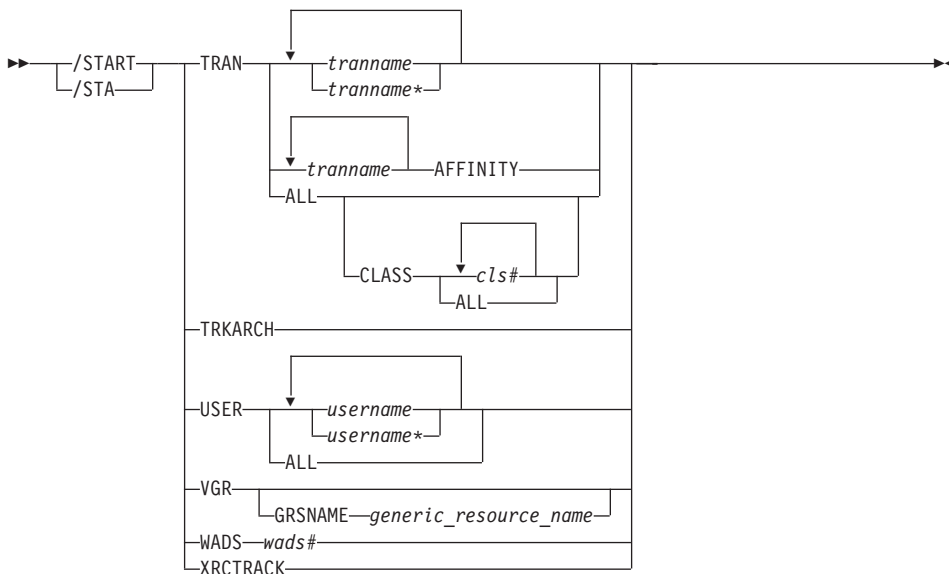 /START TRAN tranname
/STA tranname*
tranname AFFINITY
ALL
CLASS cls#
ALL
TRKARCH
USER username
username*
ALL
VGR
GRSNAME generic_resource_name
WADS wads#
XRCTRACK